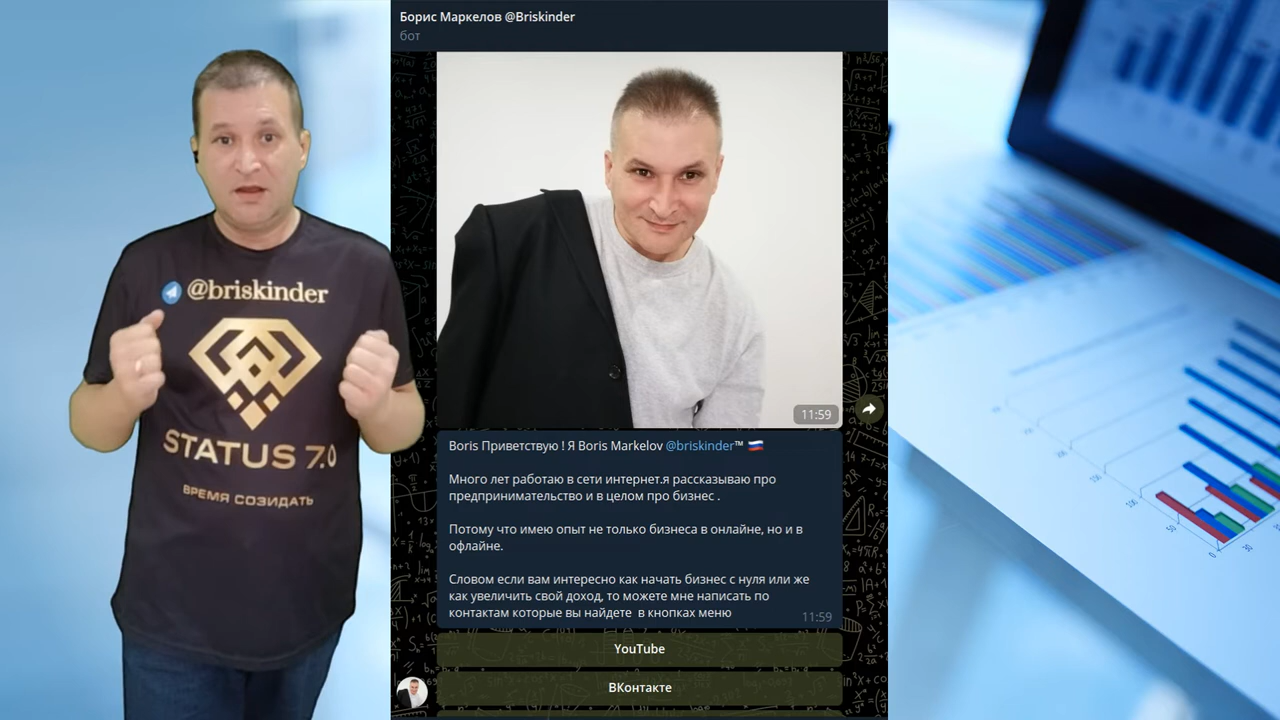 Борис Маркелов @Briskinder
бот
@briskinder
STATUS 7.0
ВРЕМЯ СОЗИДАТЬ
11:59
Boris Приветствую ! Я Boris Markelov @briskinder™
Много лет работаю в сети интернет.я рассказываю про
предпринимательство и в целом про бизнес .
Потому что имею опыт не только бизнеса в онлайне, но и в
офлайне.
Словом если вам интересно как начать бизнес с нуля или же
как увеличить свой доход, то можете мне написать по
контактам которые вы найдете в кнопках меню
11:59
YouTube
ВКонтакте